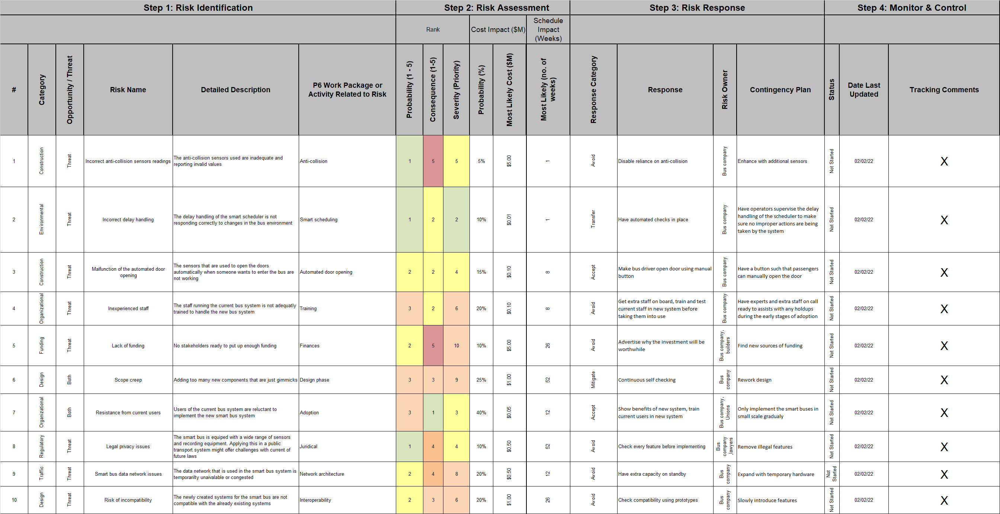 Step 1: Risk Identification
Step 2: Risk Assessment
Step 3: Risk Response
Step 4: Monitor & Control
Rank
Cost Impact ($M)
Schedule
Impact
(Weeks)
#
Category
Opportunity / Threat
Risk Name
Detailed Description
P6 Work Package or
Activity Related to Risk
Probability (1 - 5)
Consequence (1-5)
Severity (Priority)
Probability (%)
Most Likely Cost ($M)
Most Likely (no. of
weeks)
Response Category
Response
Risk Owner
Contingency Plan
Status
Date Last
Updated
Tracking Comments
1
Construction
Threat
Incorrect anti-collision sensors readings
The anti-collision sensors used are inadequate and
reporting invalid values
Anti-collision
1
5
5
5%
$5.00
1
Avoid
Disable reliance on anti-collision
Bus company
Enhance with additional sensors
Not Started
02/02/22
X
2
Environmental
Threat
Incorrect delay handling
The delay handling of the smart scheduler is not
responding correctly to changes in the bus environment
Smart scheduling
1
2
2
10%
$0.01
1
Transfer
Have automated checks in place
Bus company
Have operators supervise the delay
handling of the scheduler to make
sure no improper actions are being
taken by the system
Not Started
02/02/22
X
3
Construction
Threat
Malfunction of the automated door
opening
The sensors that are used to open the doors
automatically when someone wants to enter the bus are
not working
Automated door opening
2
2
4
15%
$0.10
8
Accept
Make bus driver open door using manual
button
Bus company
Have a button such that passengers
can manually open the door
Not Started
02/02/22
X
4
Organizational
Threat
Inexperienced staff
The staff running the current bus system is not adequatly
trained to handle the new bus system
Training
3
2
6
20%
$0.10
8
Avoid
Get extra staff on board, train and test
current staff in new system before
taking them into use
Bus company
Have experts and extra staff on call
ready to assists with any holdups
during the early stages of adoption
Not Started
02/02/22
X
5
Funding
Threat
Lack of funding
No stakeholders ready to put up enough funding
Finances
2
5
10
10%
$5.00
26
Avoid
Advertise why the investment will be
worthwhile
Bus company,
builders
Find new sources of funding
Not Started
02/02/22
X
6
Design
Both
Scope creep
Adding too many new components that are just gimmicks
Design phase
3
3
9
25%
$1.00
52
Mitigate
Continuous self checking
Bus
company
Rework design
Not Started
02/02/22
X
7
Organizational
Both
Resistance from current users
Users of the current bus system are reluctant to
implement the new smart bus system
Adoption
3
1
3
40%
$0.05
12
Accept
Show benefits of new system, train
current users in new system
Bus company,
Unions
Only implement the smart buses in
small scale gradualy
Not Started
02/02/22
X
8
Regulatory
Threat
Legal privacy issues
The smart bus is equiped with a wide range of sensors
and recording equipment. Applying this in a public
transport system might offer challenges with current of
future laws
Juridical
1
4
4
10%
$0.50
52
Avoid
Check every feature before implementing
Bus
company
,lawyers
Remove illegal features
Not Started
02/02/22
X
9
Traffic
Threat
Smart bus data network issues
The data network that is used in the smart bus system is
temporarilty unaivalable or congested
Network architecture
2
4
8
20%
$0.50
12
Avoid
Have extra capacity on standby
Bus
company
Expand with temporary hardware
Not
Started
02/02/22
X
10
Design
Threat
Risk of incompatibility
The newly created systems for the smart bus are not
compatible with the already existing systems
Interoperability
2
3
6
20%
$1.00
26
Avoid
Check compatibility using prototypes
Bus
company
Slowly introduce features
Not Started
02/02/22
X